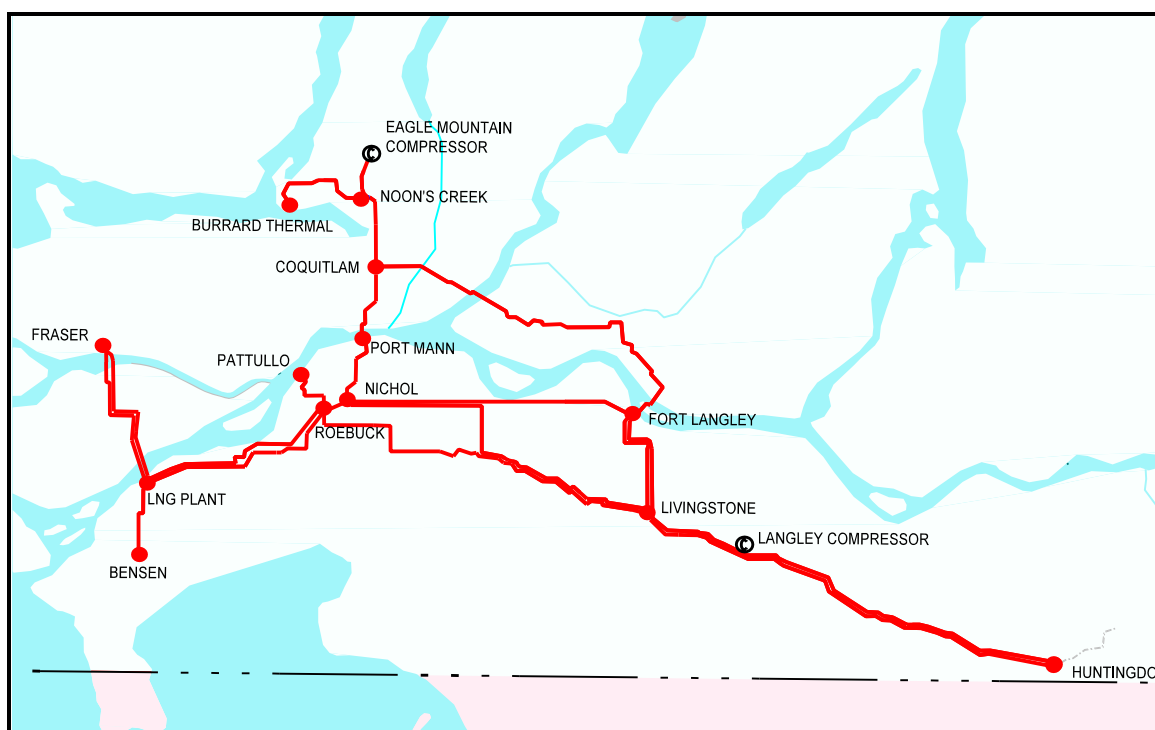 EAGLE MOUNTAIN
COMPRESSOR
C
NOON'S CREEK
BURRARD THERMAL
COQUITLAM
FRASER
PORT MANN
PATTULLO
NICHOL
FORT LANGLEY
ROEBUCK
LNG PLANT
LIVINGSTONE
C
LANGLEY COMPRESSOR
BENSEN
HUNTINGDO